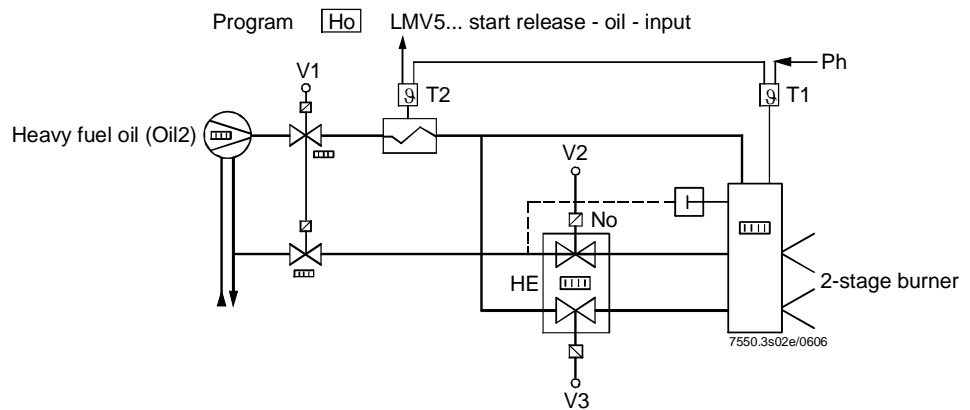 Program Ho LMV5... start release - oil - input
Ph
V1
ϑ T2
ϑ T1
Heavy fuel oil (Oil2)
V2
No
HE
2-stage burner
7550.3s02e/0606
V3